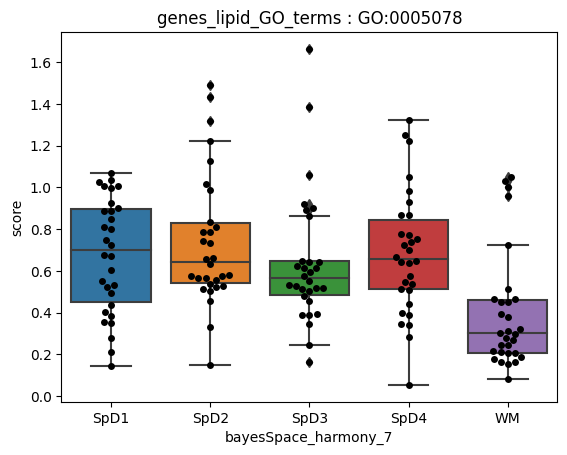 genes_lipid_GO_terms : GO:0005078
score
1.6
1.4
1.2
1.0
0.8
0.6
0.4
0.2
0.0
SpD1 SpD2 SpD3 SpD4 WM
bayesSpace_harmony_7